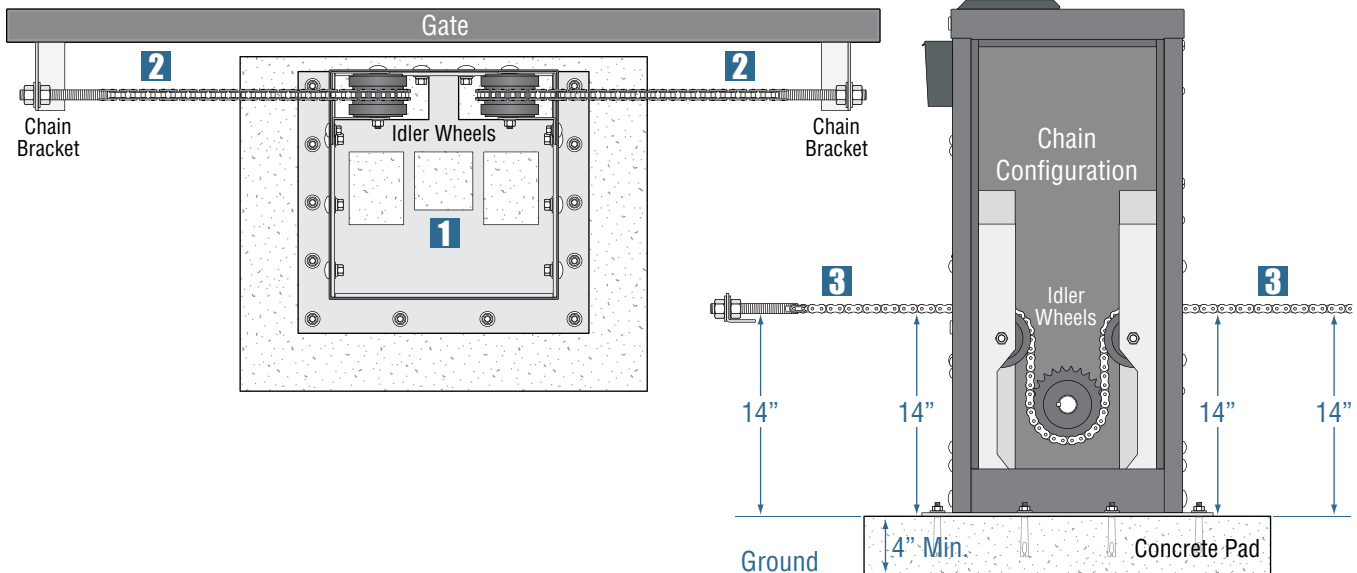 Gate
2
2
Chain
Bracket
Idler Wheels
Chain
Bracket
1
Chain
Configuration
3
Idler
Wheels
3
14”
14”
14”
14”
Ground
4” Min.
Concrete Pad